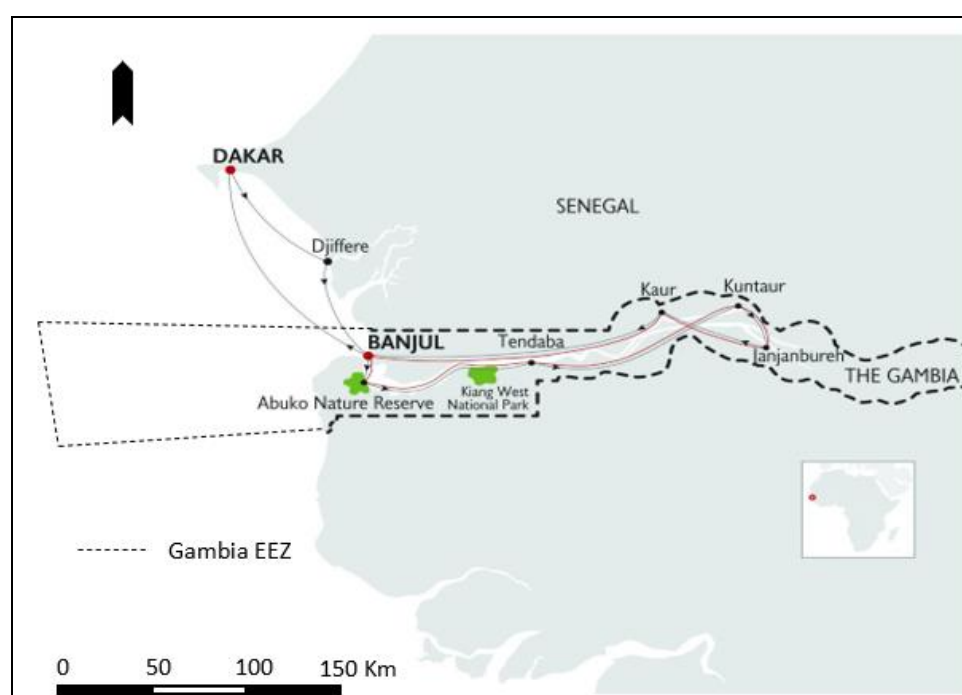 DAKAR
SENEGAL
Djiffere
Kaur
Kuntaur
BANJUL
Tendaba
Janjanbureh
THE GAMBIA
Kiang West
National Park
Abuko Nature Reserve
Gambia EEZ
0 50 100 150 Km